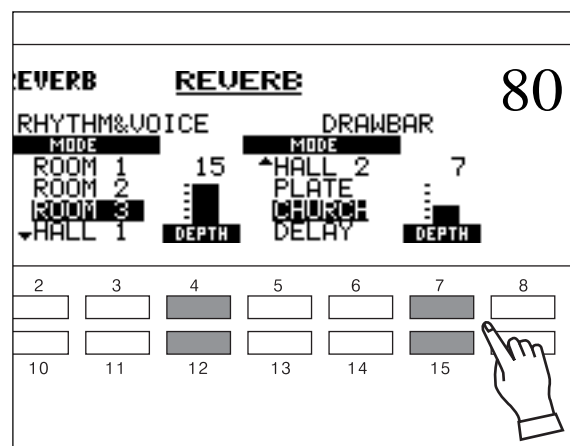 REVERB REVERB 80
RHYTHM&VOICE DRAWBAR
MODE MODE
ROOM 1 15 HALL 2 7
ROOM 2 PLATE
ROOM 3 CHURCH
HALL 1 DEPTH DELAY DEPTH
2 3 4 5 6 7 8
10 11 12 13 14 15